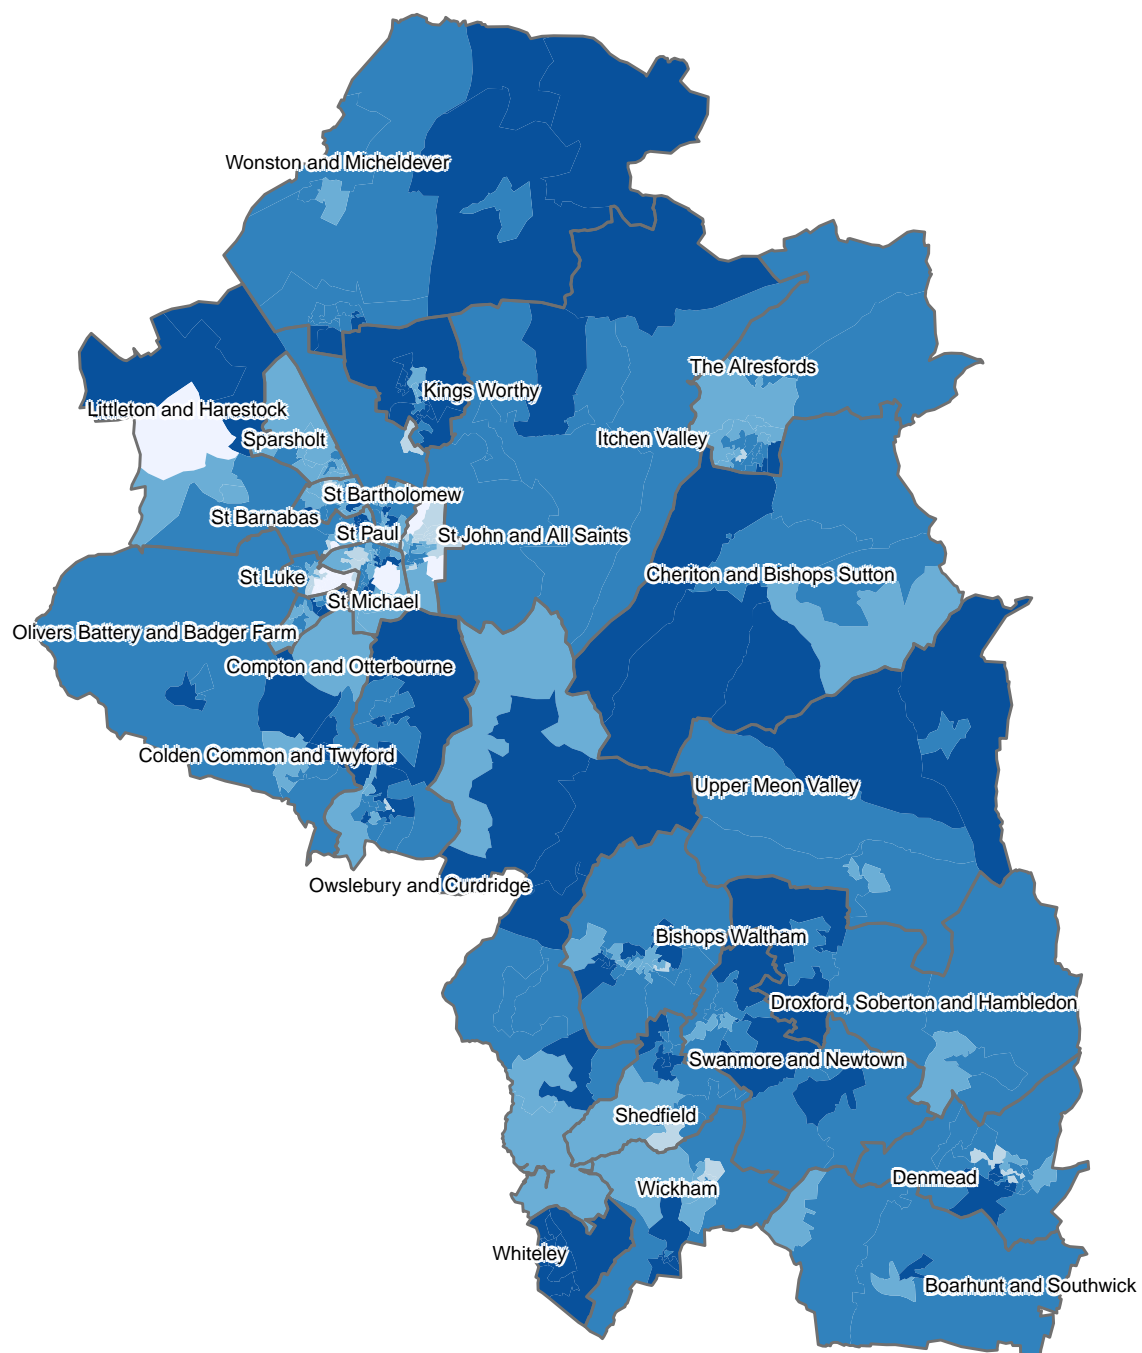 Wonston and Micheldever
The Alresfords
Kings Worthy
Littleton and Harestock
Sparsholt
Itchen Valley
St Bartholomew
St Barnabas
St Paul
St John and All Saints
St Luke
Cheriton and Bishops Sutton
St Michael
Olivers Battery and Badger Farm
Compton and Otterbourne
Colden Common and Twyford
Upper Meon Valley
Owslebury and Curdridge
Bishops Waltham
Droxford, Soberton and Hambledon
Swanmore and Newtown
Shedfield
Denmead
Wickham
Whiteley
Boarhunt and Southwick